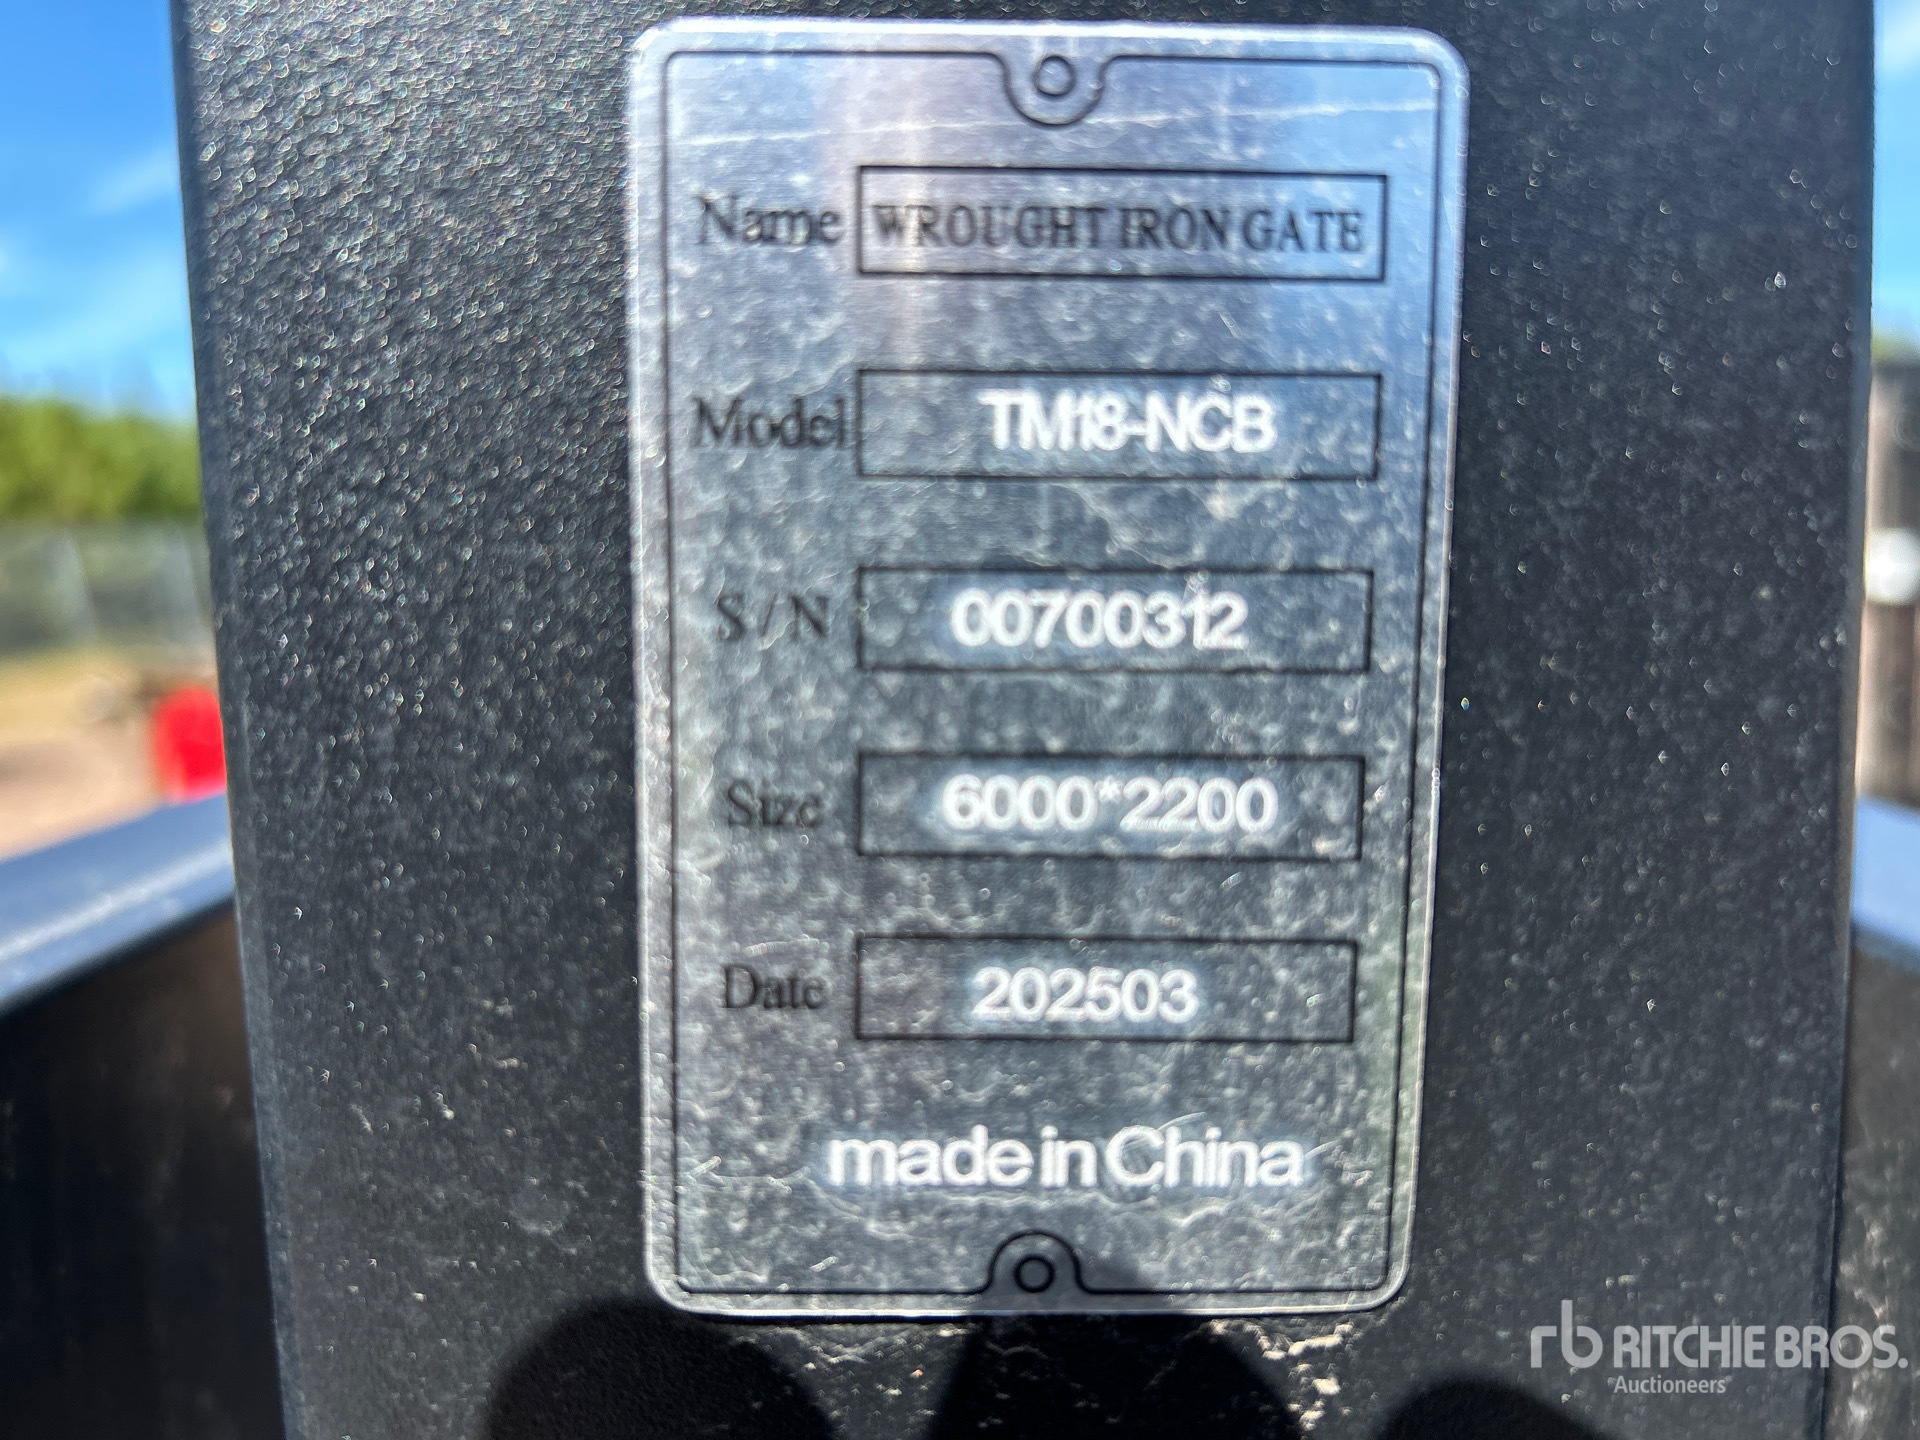 Name WROUGHT IRON GATE
Model TM18-NCB
S/N 00700312
Size 6000*2200
Date 202503
made in China
rb RITCHIE BROS.
Auctioneers